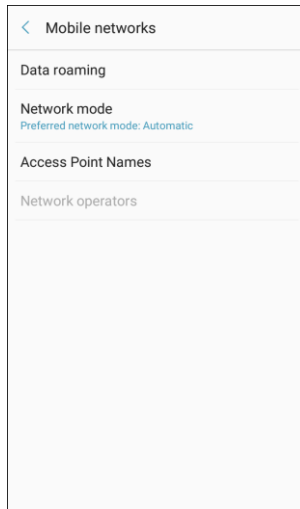 Mobile networks
Data roaming
Network mode
Preferred network mode: Automatic
Access Point Names
Network operators